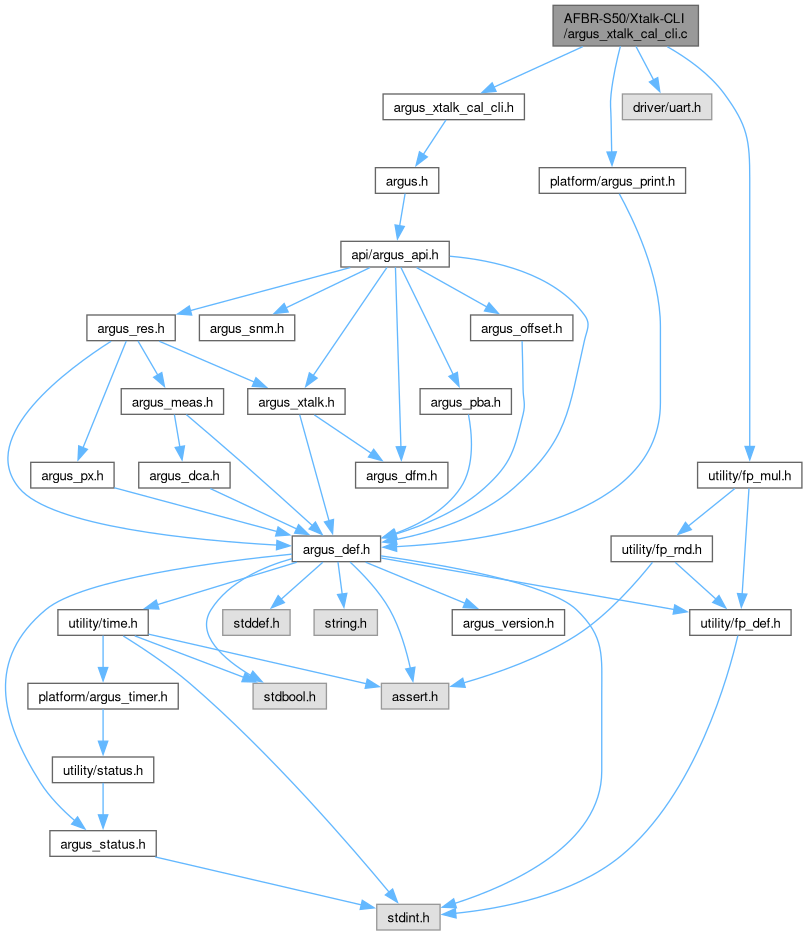 AFBR-S50/Xtalk-CLI
/argus_xtalk_cal_cli.c
argus_xtalk_cal_cli.h
driver/uart.h
argus.h
platform/argus_print.h
api/argus_api.h
argus_res.h
argus_snm.h
argus_offset.h
argus_meas.h
argus_xtalk.h
argus_pba.h
argus_px.h
argus_dca.h
argus_dfm.h
utility/fp_mul.h
argus_def.h
utility/fp_rnd.h
utility/time.h
stddef.h
string.h
argus_version.h
utility/fp_def.h
platform/argus_timer.h
stdbool.h
assert.h
utility/status.h
argus_status.h
stdint.h